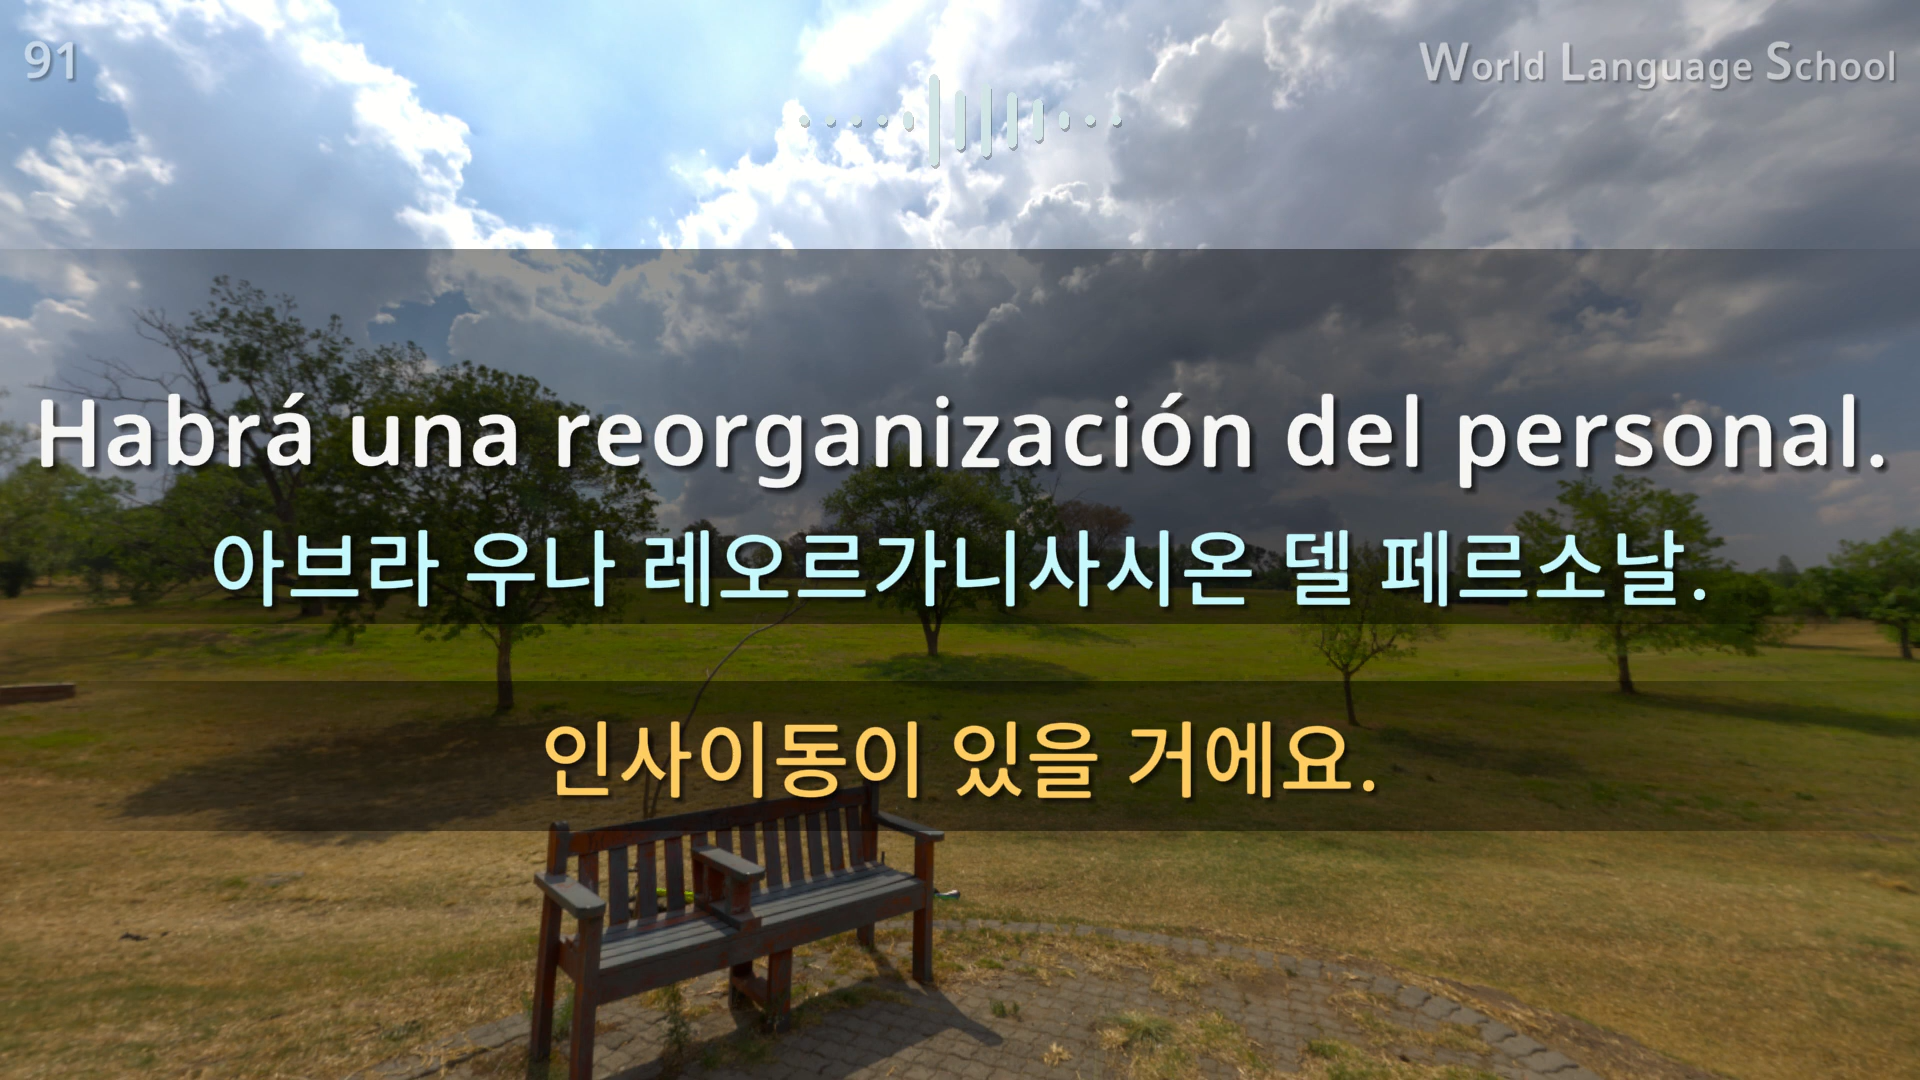 91
World Language School
Habrá una reorganización del personal.
아브라 우나 레오르가니사시온 델 페르소날.
인사이동이 있을 거에요.